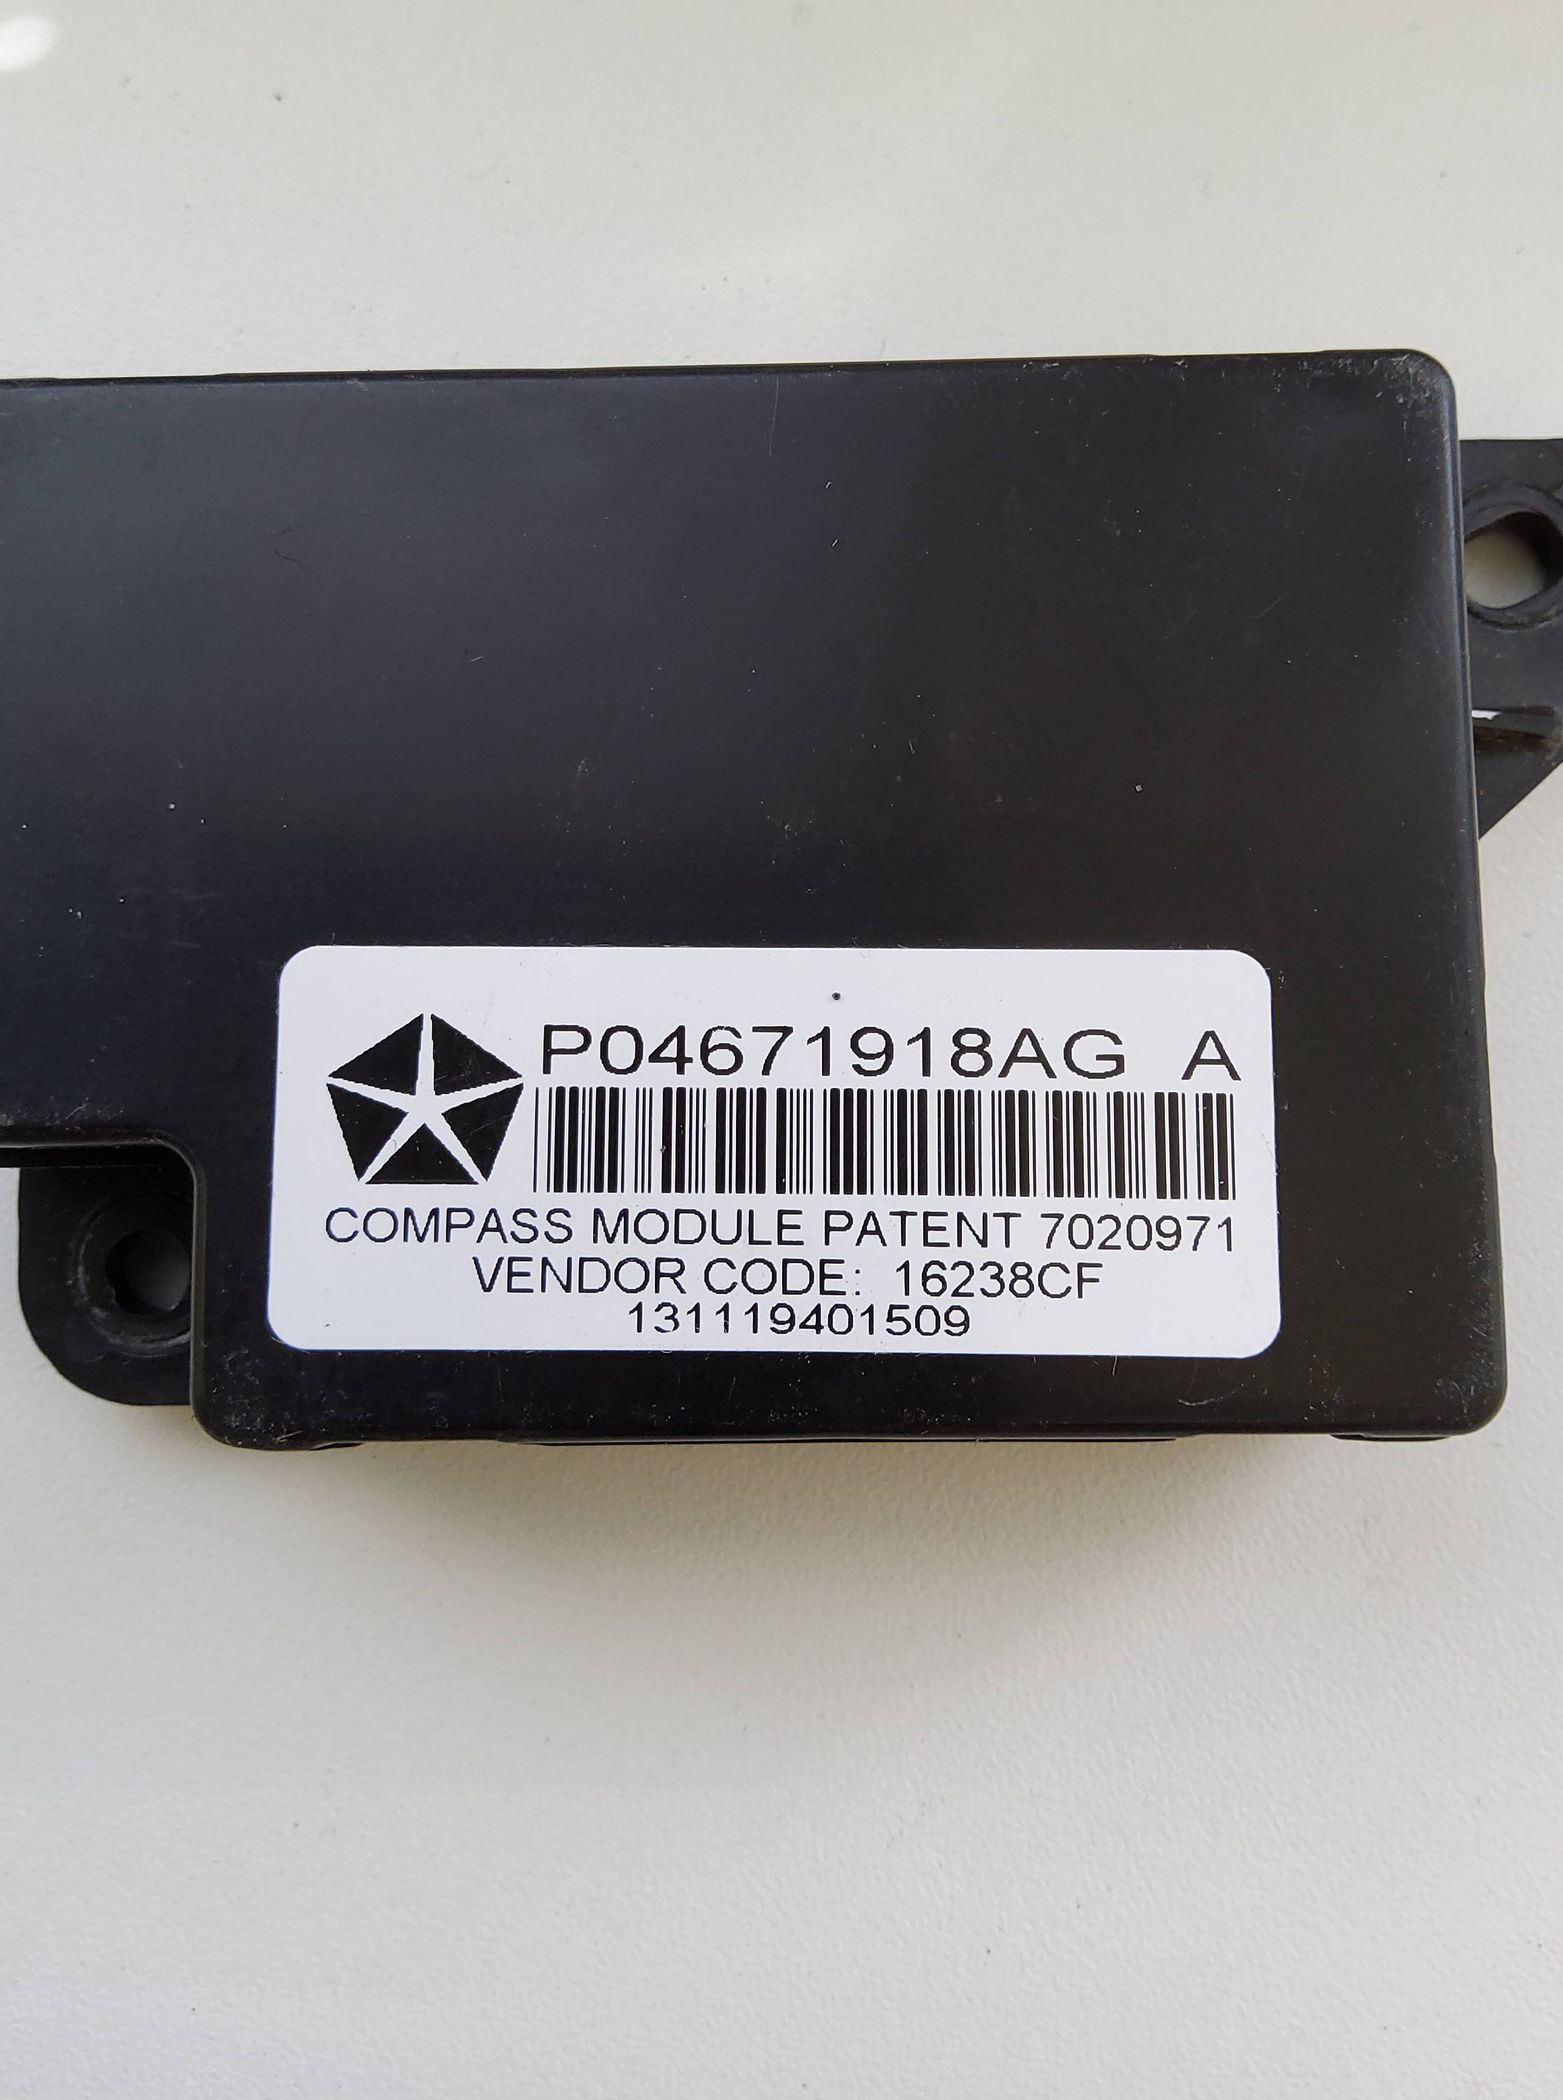 P04671918AG A
COMPASS MODULE PATENT 7020971
VENDOR CODE: 16238CF
131119401509